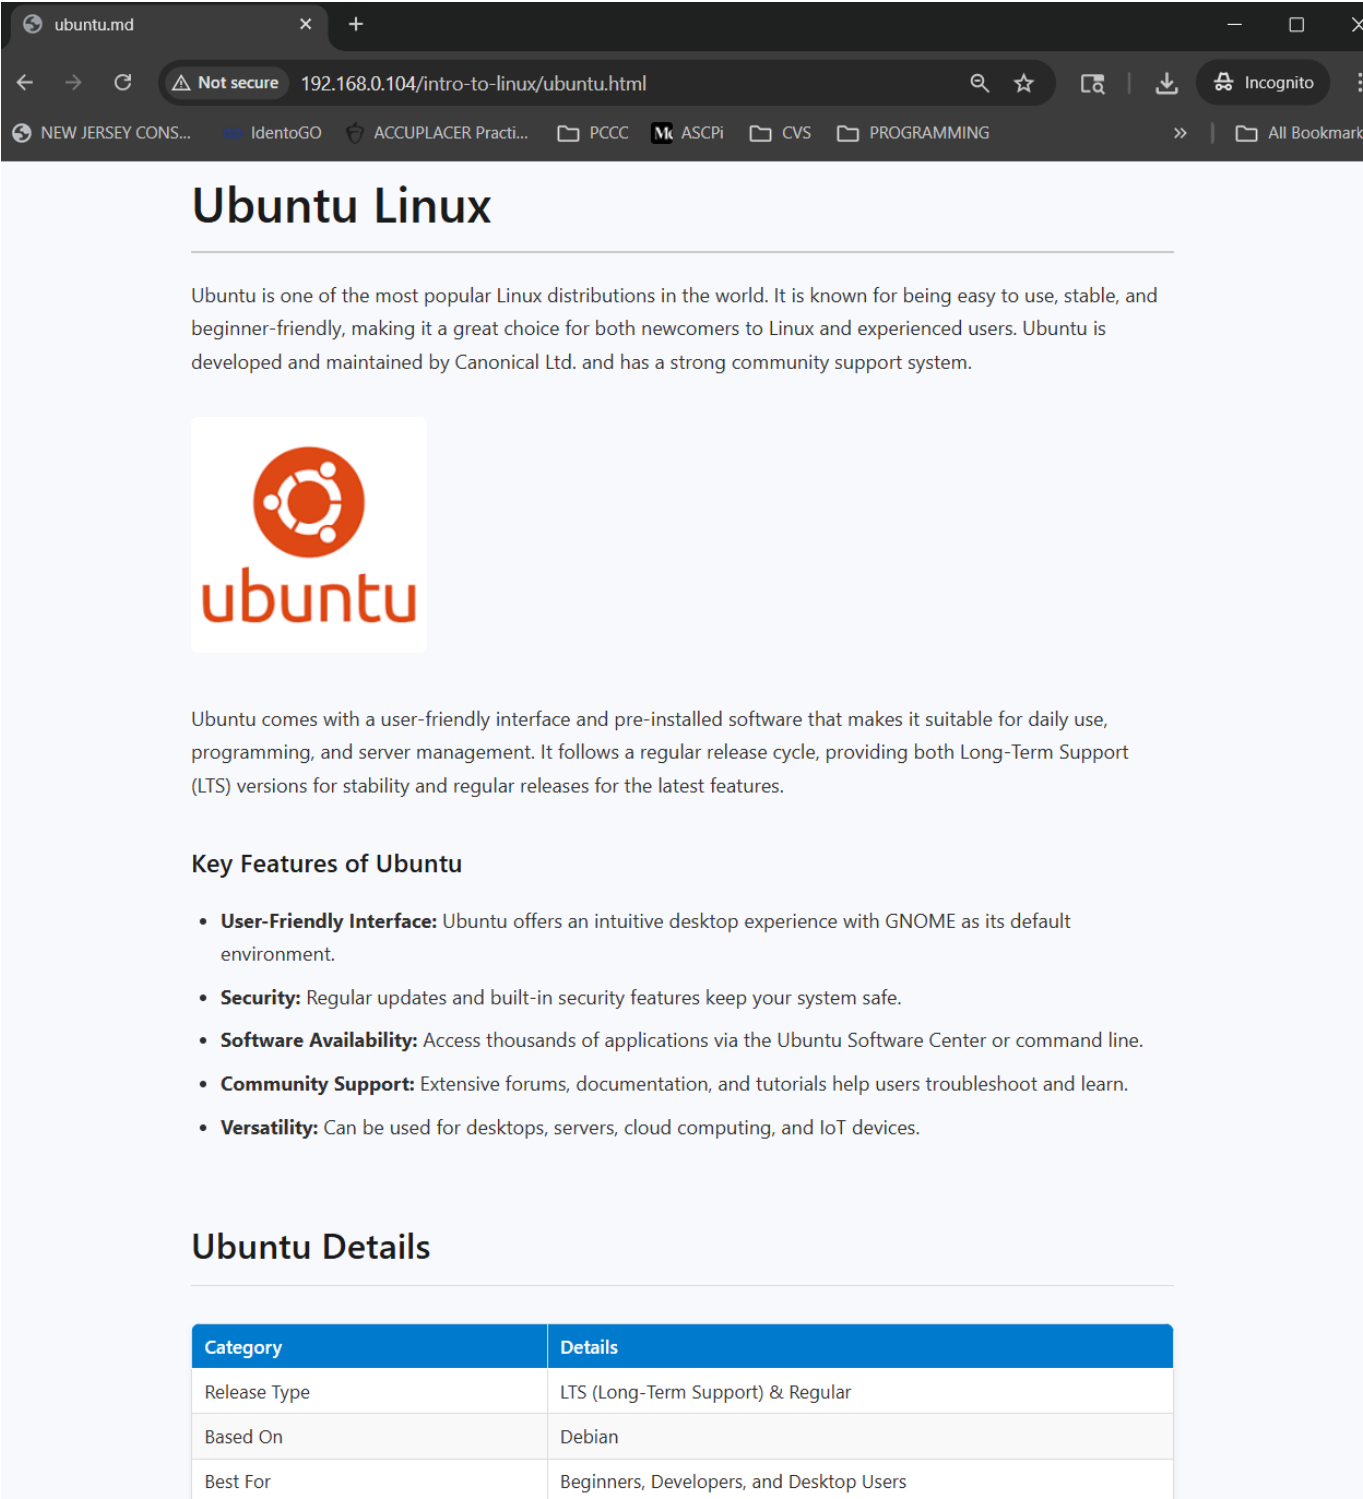 ubuntu.md
Not secure 192.168.0.104/intro-to-linux/ubuntu.html
Incognito
NEW JERSEY CONS... IdentoGO ACCUPLACER Practi... PCCC Mk ASCPi CVS PROGRAMMING » All Bookmark
Ubuntu Linux
Ubuntu is one of the most popular Linux distributions in the world. It is known for being easy to use, stable, and
beginner-friendly, making it a great choice for both newcomers to Linux and experienced users. Ubuntu is
developed and maintained by Canonical Ltd. and has a strong community support system.
ubuntu
Ubuntu comes with a user-friendly interface and pre-installed software that makes it suitable for daily use,
programming, and server management. It follows a regular release cycle, providing both Long-Term Support
(LTS) versions for stability and regular releases for the latest features.
Key Features of Ubuntu
• User-Friendly Interface: Ubuntu offers an intuitive desktop experience with GNOME as its default
environment.
• Security: Regular updates and built-in security features keep your system safe.
• Software Availability: Access thousands of applications via the Ubuntu Software Center or command line.
• Community Support: Extensive forums, documentation, and tutorials help users troubleshoot and learn.
• Versatility: Can be used for desktops, servers, cloud computing, and IoT devices.
Ubuntu Details
Category Details
Release Type LTS (Long-Term Support) & Regular
Based On Debian
Best For Beginners, Developers, and Desktop Users